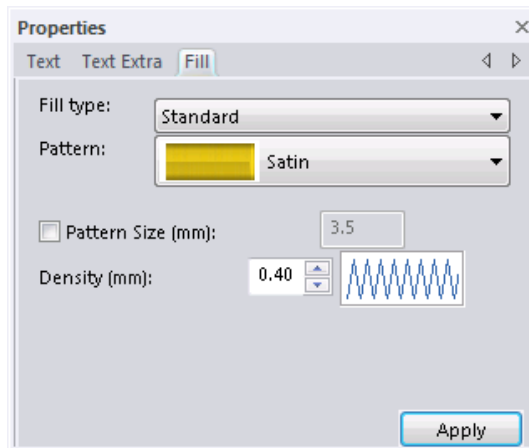 Properties
Text Text Extra Fill
Fill type: Standard
Pattern: Satin
Pattern Size (mm): 3.5
Density (mm): 0.40
Apply